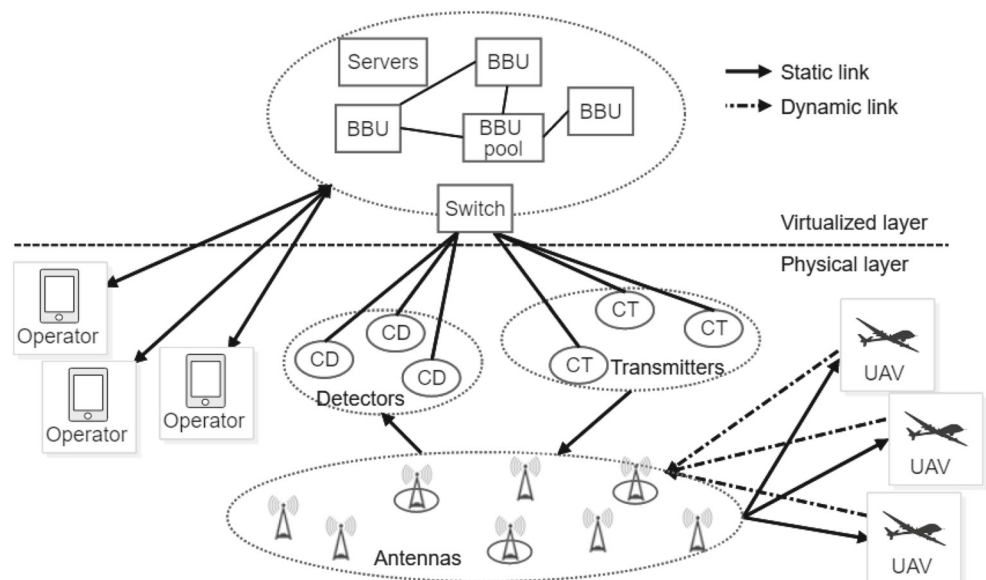 Servers
BBU
Static link
Dynamic link
BBU
BBU
BBU
pool
Switch
Virtualized layer
Physical layer
Operator
Operator
Operator
CD
CD
CD
Detectors
CT
CT
CT
Transmitters
UAV
UAV
UAV
Antennas